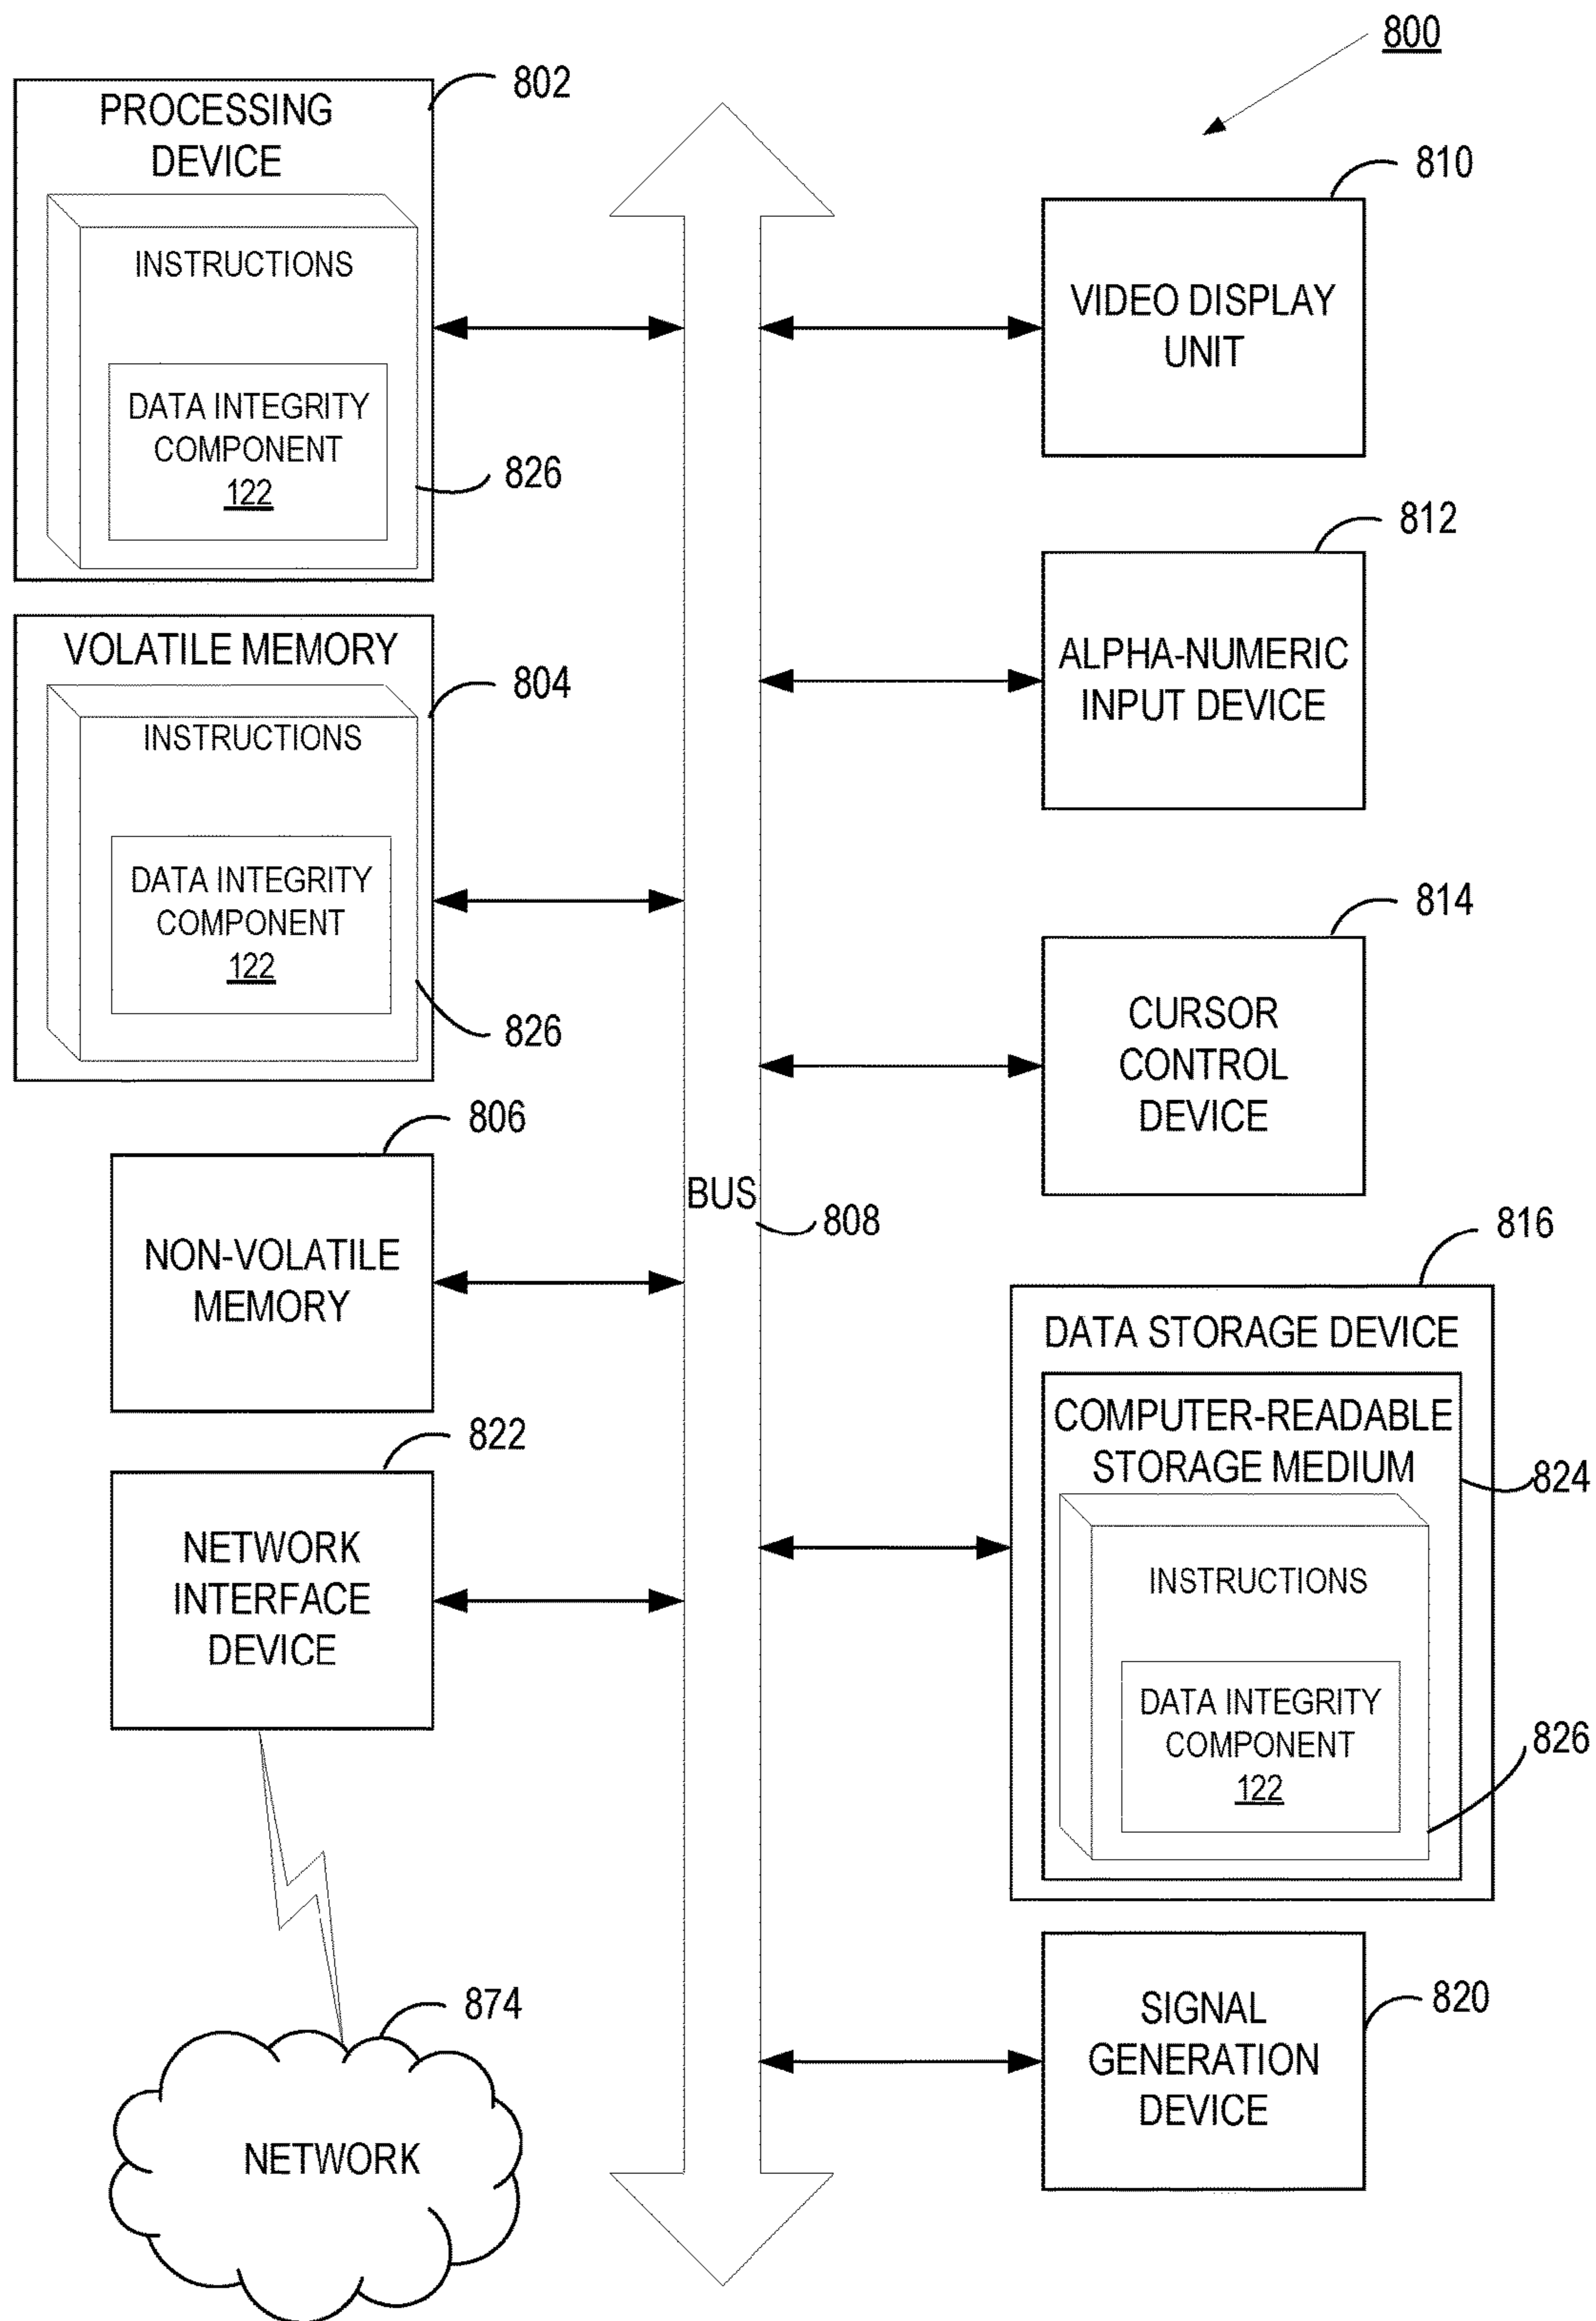 800
802
PROCESSING
DEVICE
INSTRUCTIONS
DATA INTEGRITY
COMPONENT
122
826
VOLATILE MEMORY
804
INSTRUCTIONS
DATA INTEGRITY
COMPONENT
122
826
806
NON-VOLATILE
MEMORY
822
NETWORK
INTERFACE
DEVICE
874
NETWORK
BUS
808
810
VIDEO DISPLAY
UNIT
812
ALPHA-NUMERIC
INPUT DEVICE
814
CURSOR
CONTROL
DEVICE
816
DATA STORAGE DEVICE
COMPUTER-READABLE
STORAGE MEDIUM
824
INSTRUCTIONS
DATA INTEGRITY
COMPONENT
122
826
820
SIGNAL
GENERATION
DEVICE